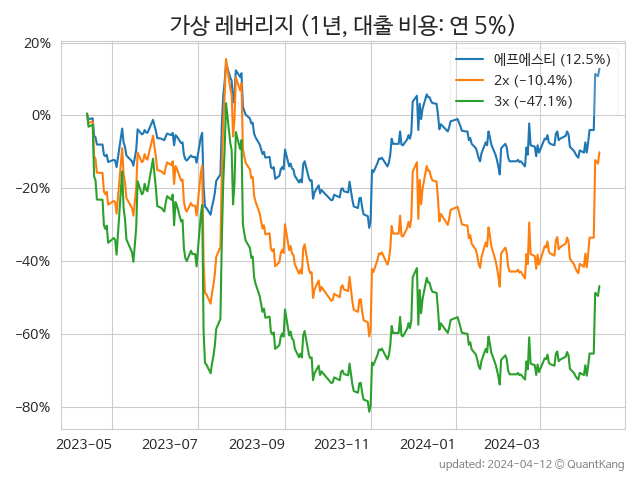 가상 레버리지 (1년, 대출 비용: 연 5%)
20%
0%
−20%
−40%
−60%
−80%
에프에스티 (12.5%)
2x (−10.4%)
3x (−47.1%)
2023-05 2023-07 2023-09 2023-11 2024-01 2024-03
updated: 2024-04-12 © QuantKang